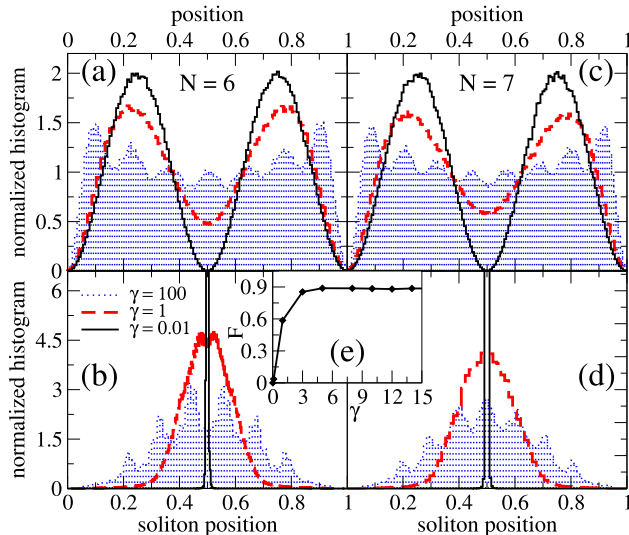 position position
0 0.2 0.4 0.6 0.8 1 0 0.2 0.4 0.6 0.8 1
(a) N = 6 N = 7 (c)
normalized histogram
2
1.5
1
0.5
0
normalized histogram
6
4.5
3
1.5
0
γ = 100
γ = 1
γ = 0.01
(b)
F
0.9
0.6
0.3
0
(e)
0 3 6 9 12 15
γ
(d)
0 0.2 0.4 0.6 0.8 1 0 0.2 0.4 0.6 0.8 1
soliton position soliton position